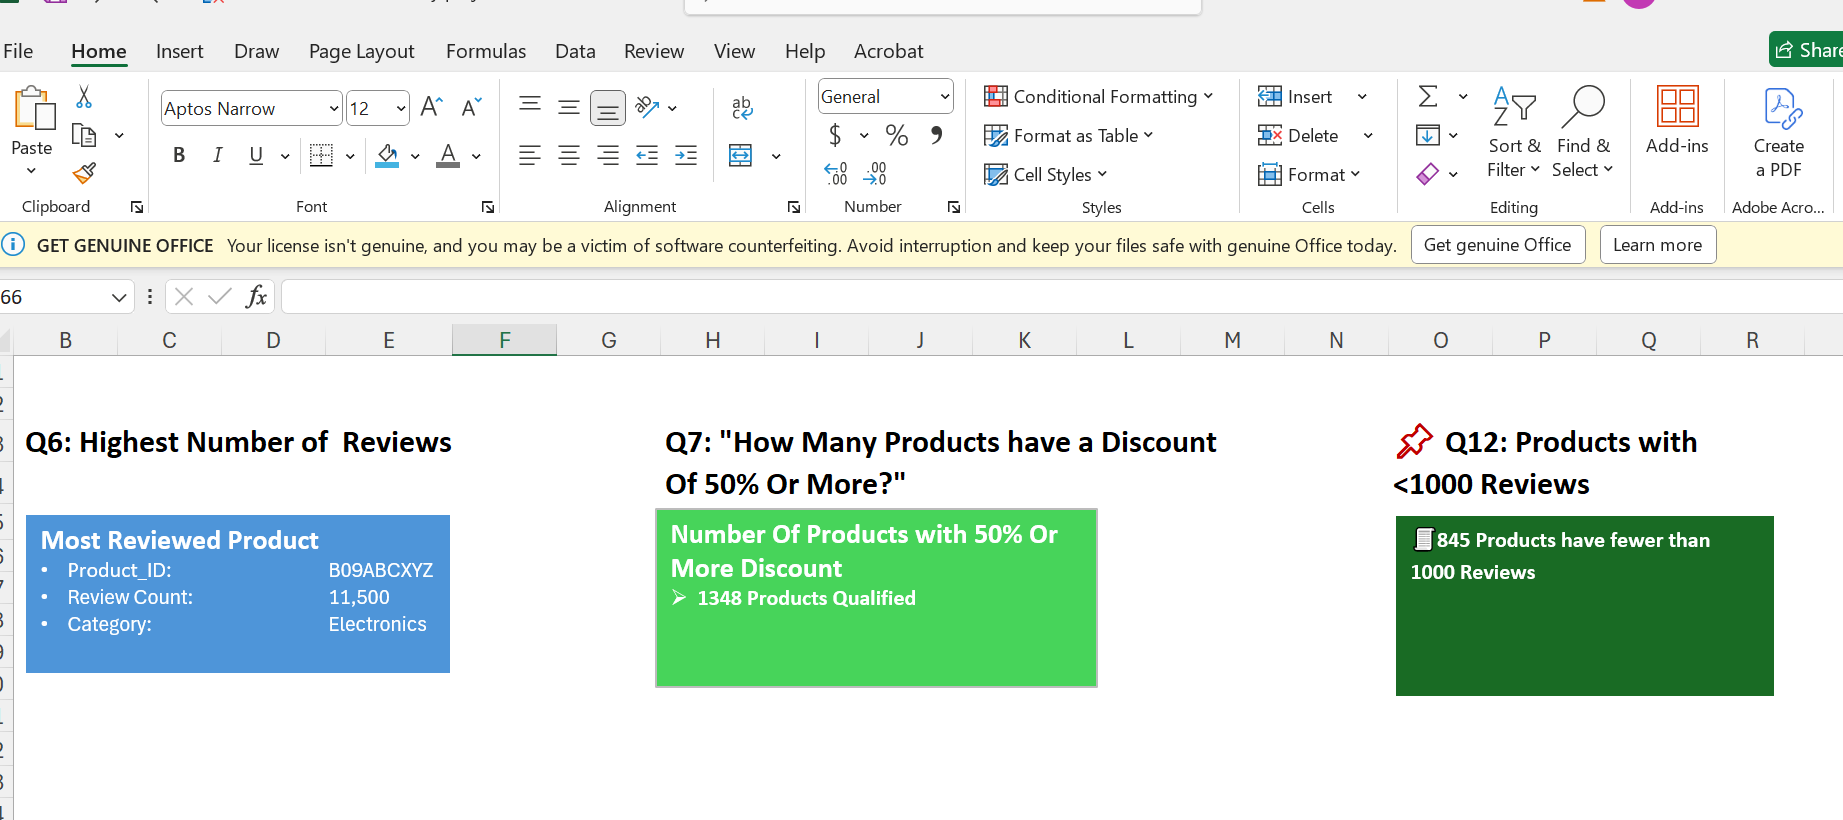 File Home Insert Draw Page Layout Formulas Data Review View Help Acrobat Share
Paste
Clipboard
Aptos Narrow 12
B I U
Font
ab
Alignment
General
$ % 9
Number
Conditional Formatting
Format as Table
Cell Styles
Styles
Insert
Delete
Format
Cells
Sort &
Filter
Find &
Select
Editing
Add-ins
Add-ins
Create
a PDF
Adobe Acro...
GET GENUINE OFFICE Your license isn't genuine, and you may be a victim of software counterfeiting. Avoid interruption and keep your files safe with genuine Office today. Get genuine Office Learn more
66 fx
B C D E F G H I J K L M N O P Q R
Q6: Highest Number of  Reviews
Most Reviewed Product
• Product_ID: B09ABCXYZ
• Review Count: 11,500
• Category: Electronics
Q7: "How Many Products have a Discount
Of 50% Or More?"
Number Of Products with 50% Or
More Discount
➢ 1348 Products Qualified
Q12: Products with
<1000 Reviews
845 Products have fewer than
1000 Reviews